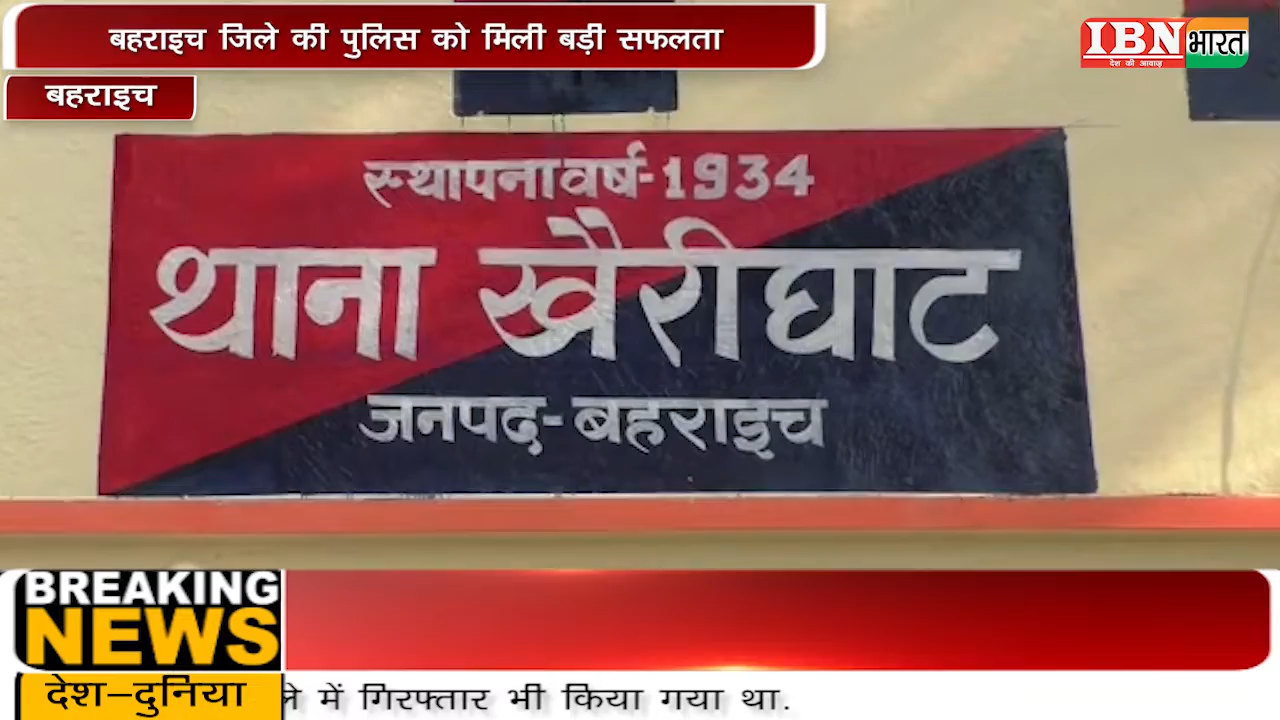 बहराइच जिले की पुलिस को मिली बड़ी सफलता
IBN भारत
देश की आवाज़
बहराइच
स्थापना वर्ष-1934
थाना खैरीघाट
जनपद-बहराइच
BREAKING
NEWS
देश-दुनिया
में गिरफ्तार भी किया गया था.